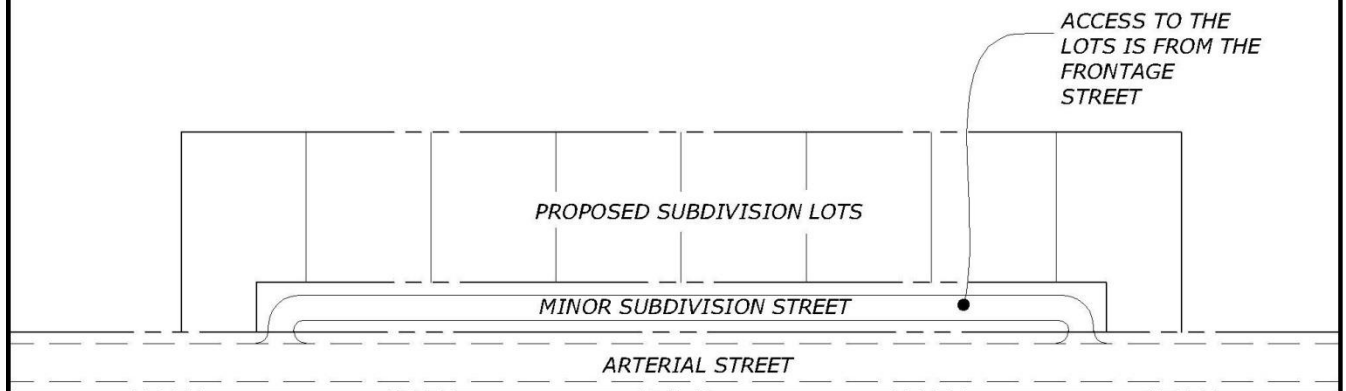 ACCESS TO THE
LOTS IS FROM THE
FRONTAGE
STREET
PROPOSED SUBDIVISION LOTS
MINOR SUBDIVISION STREET
ARTERIAL STREET